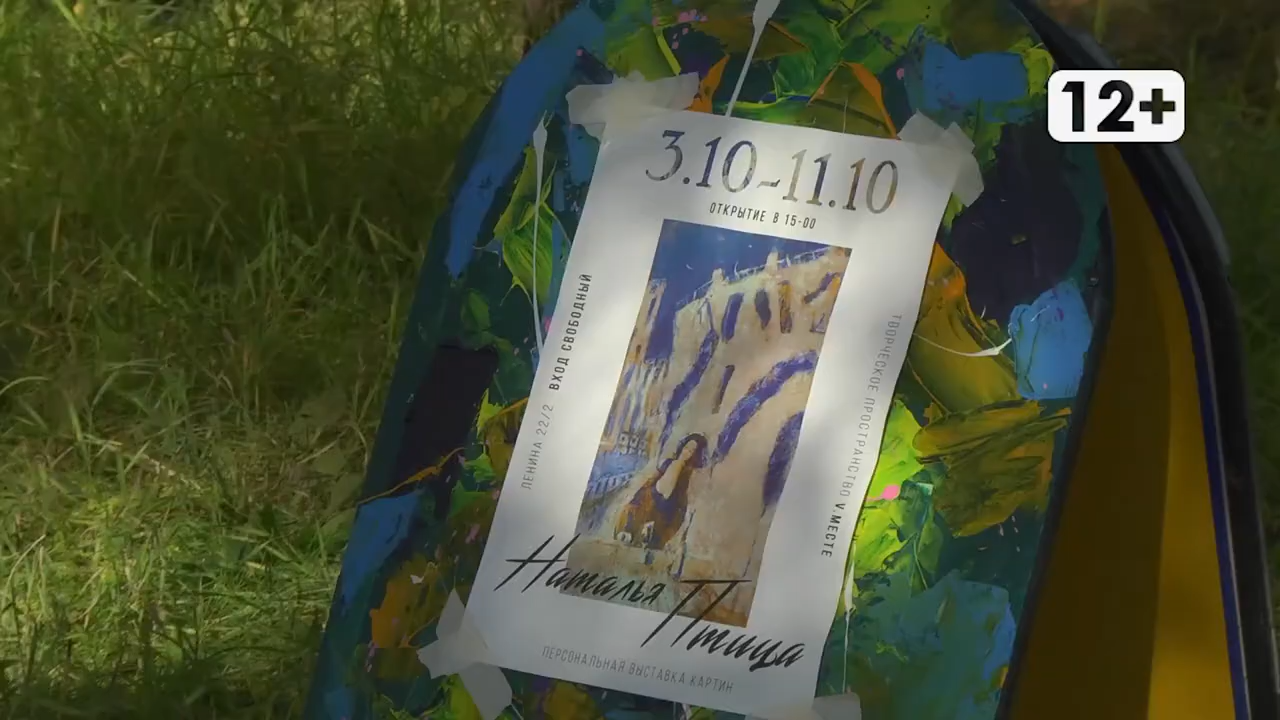 12+
3.10-11.10
ОТКРЫТИЕ В 15-00
ЛЕНИНА 22/2 ВХОД СВОБОДНЫЙ
ТВОРЧЕСКОЕ ПРОСТРАНСТВО V.МЕСТЕ
Наталья Птица
ПЕРСОНАЛЬНАЯ ВЫСТАВКА КАРТИН